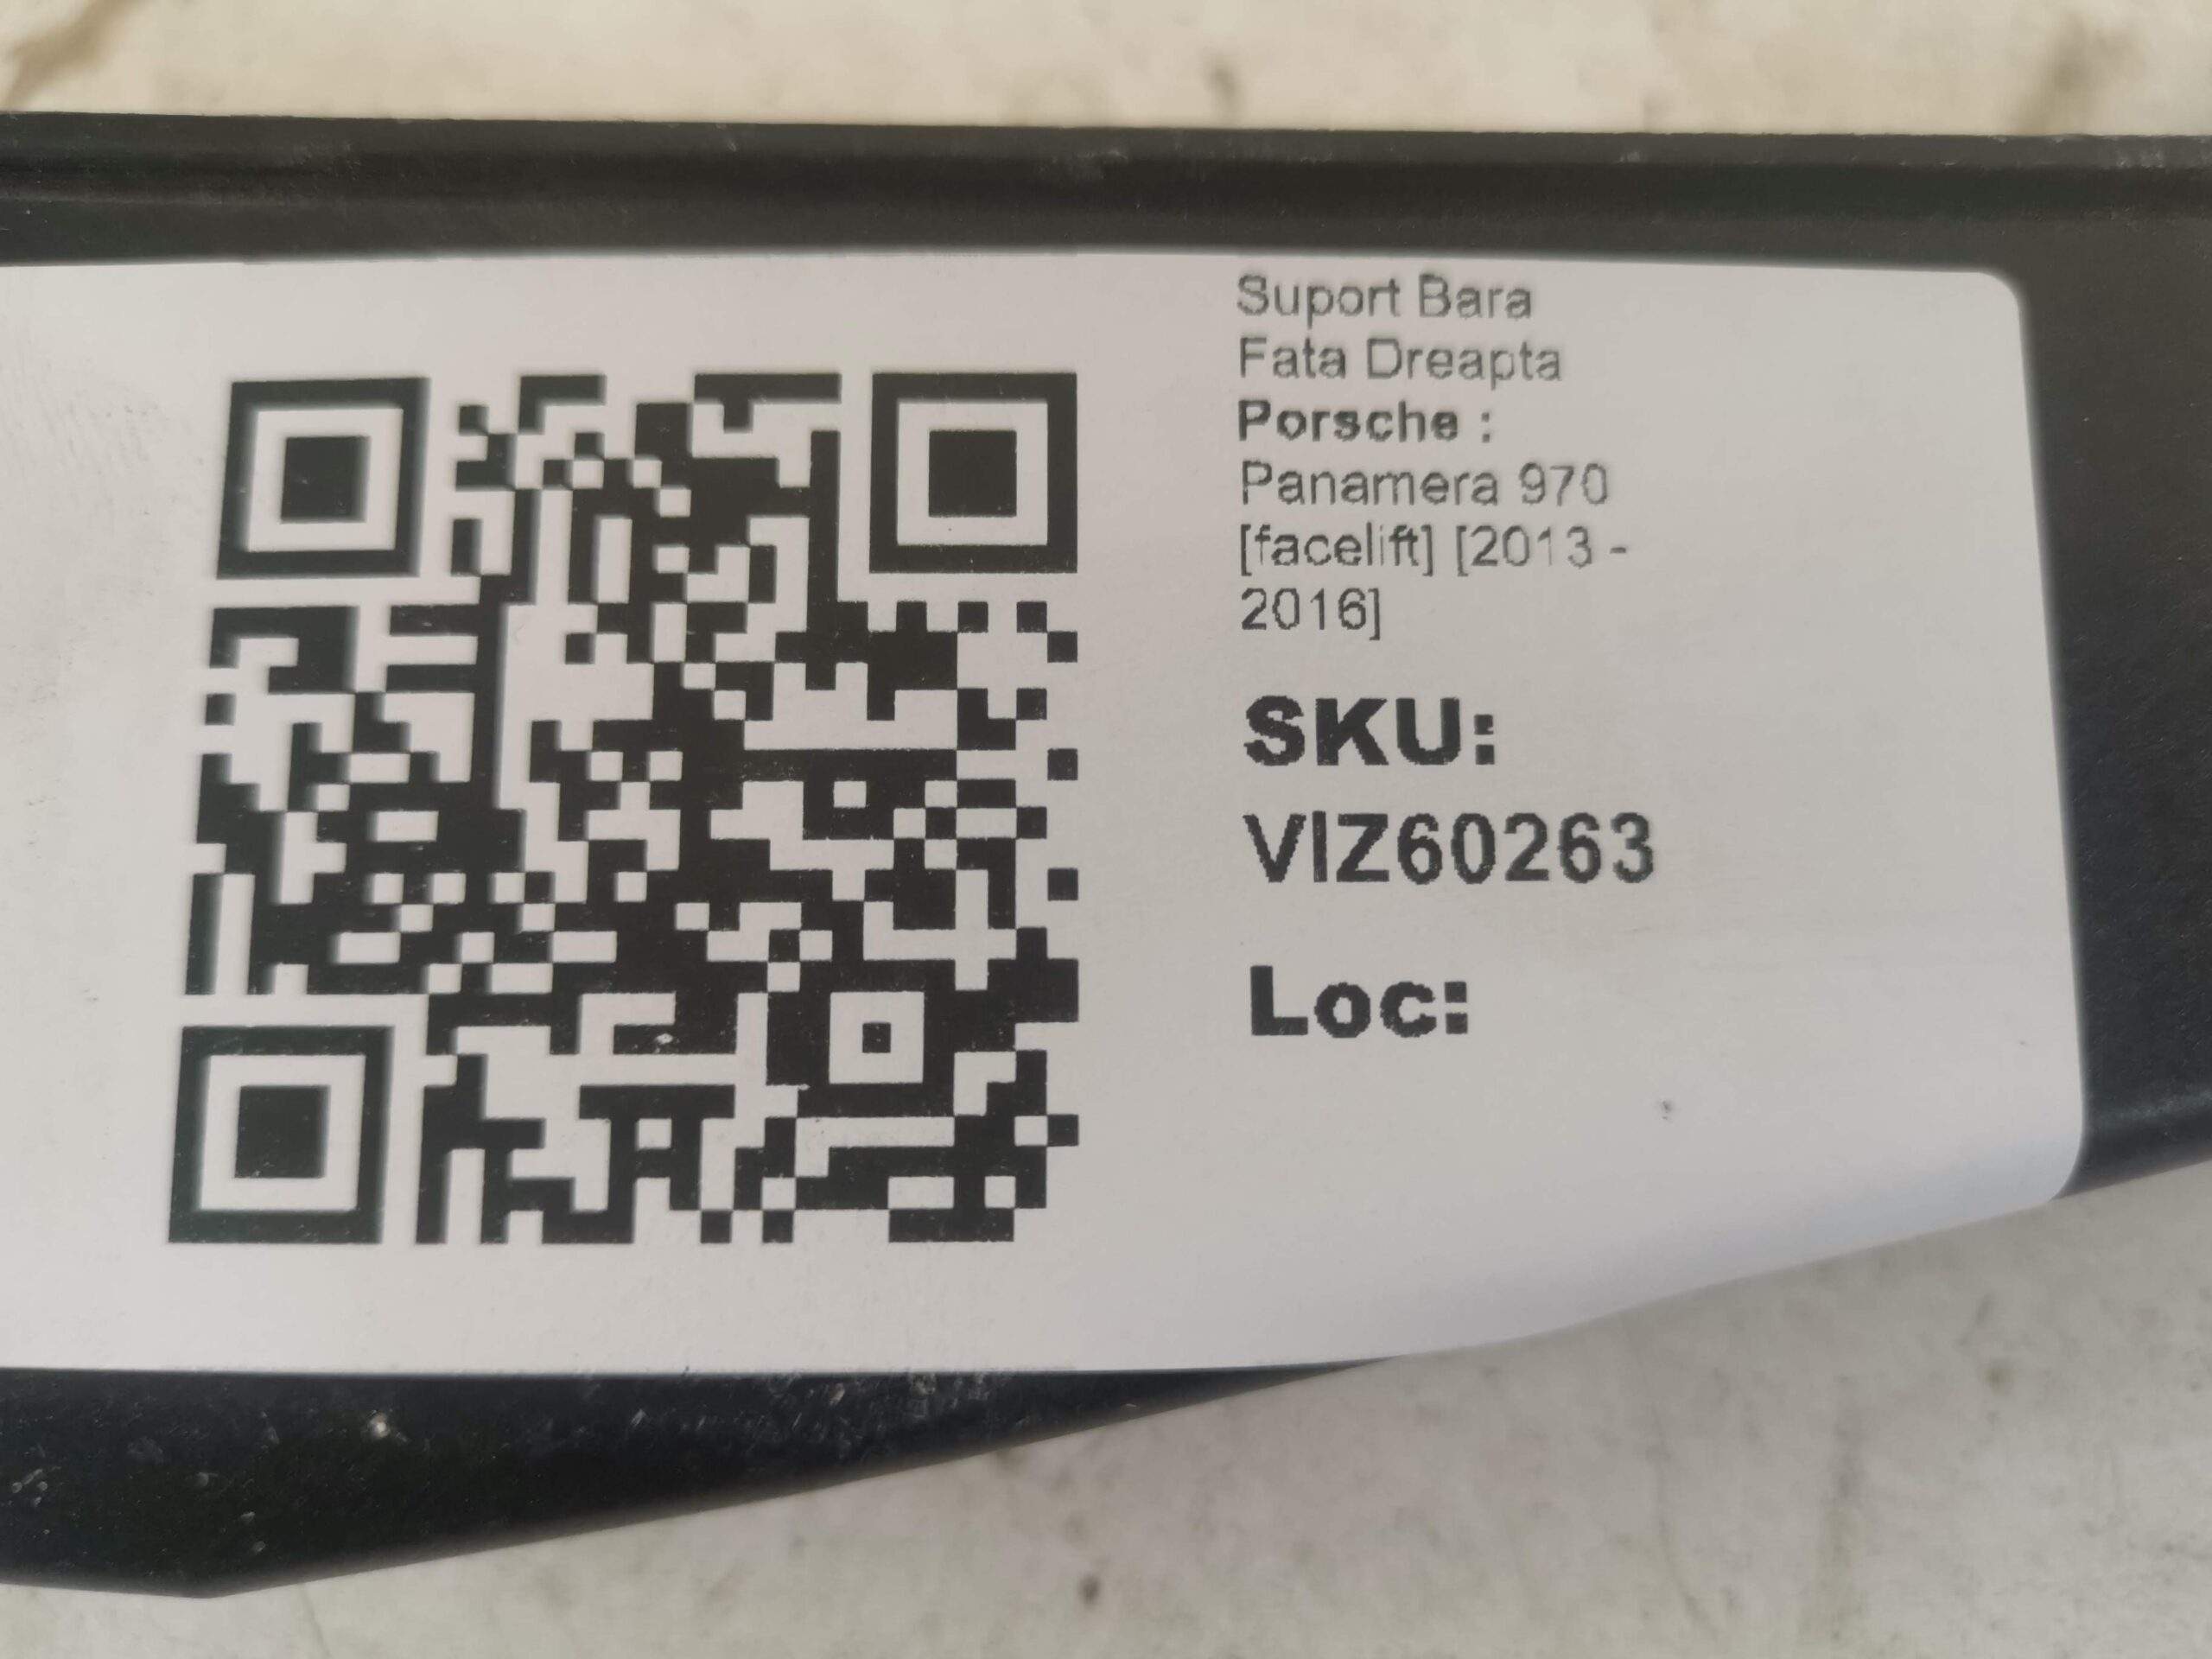 Suport Bara
Fata Dreapta
Porsche :
Panamera 970
[facelift] [2013 -
2016]
SKU:
VIZ60263
Loc: